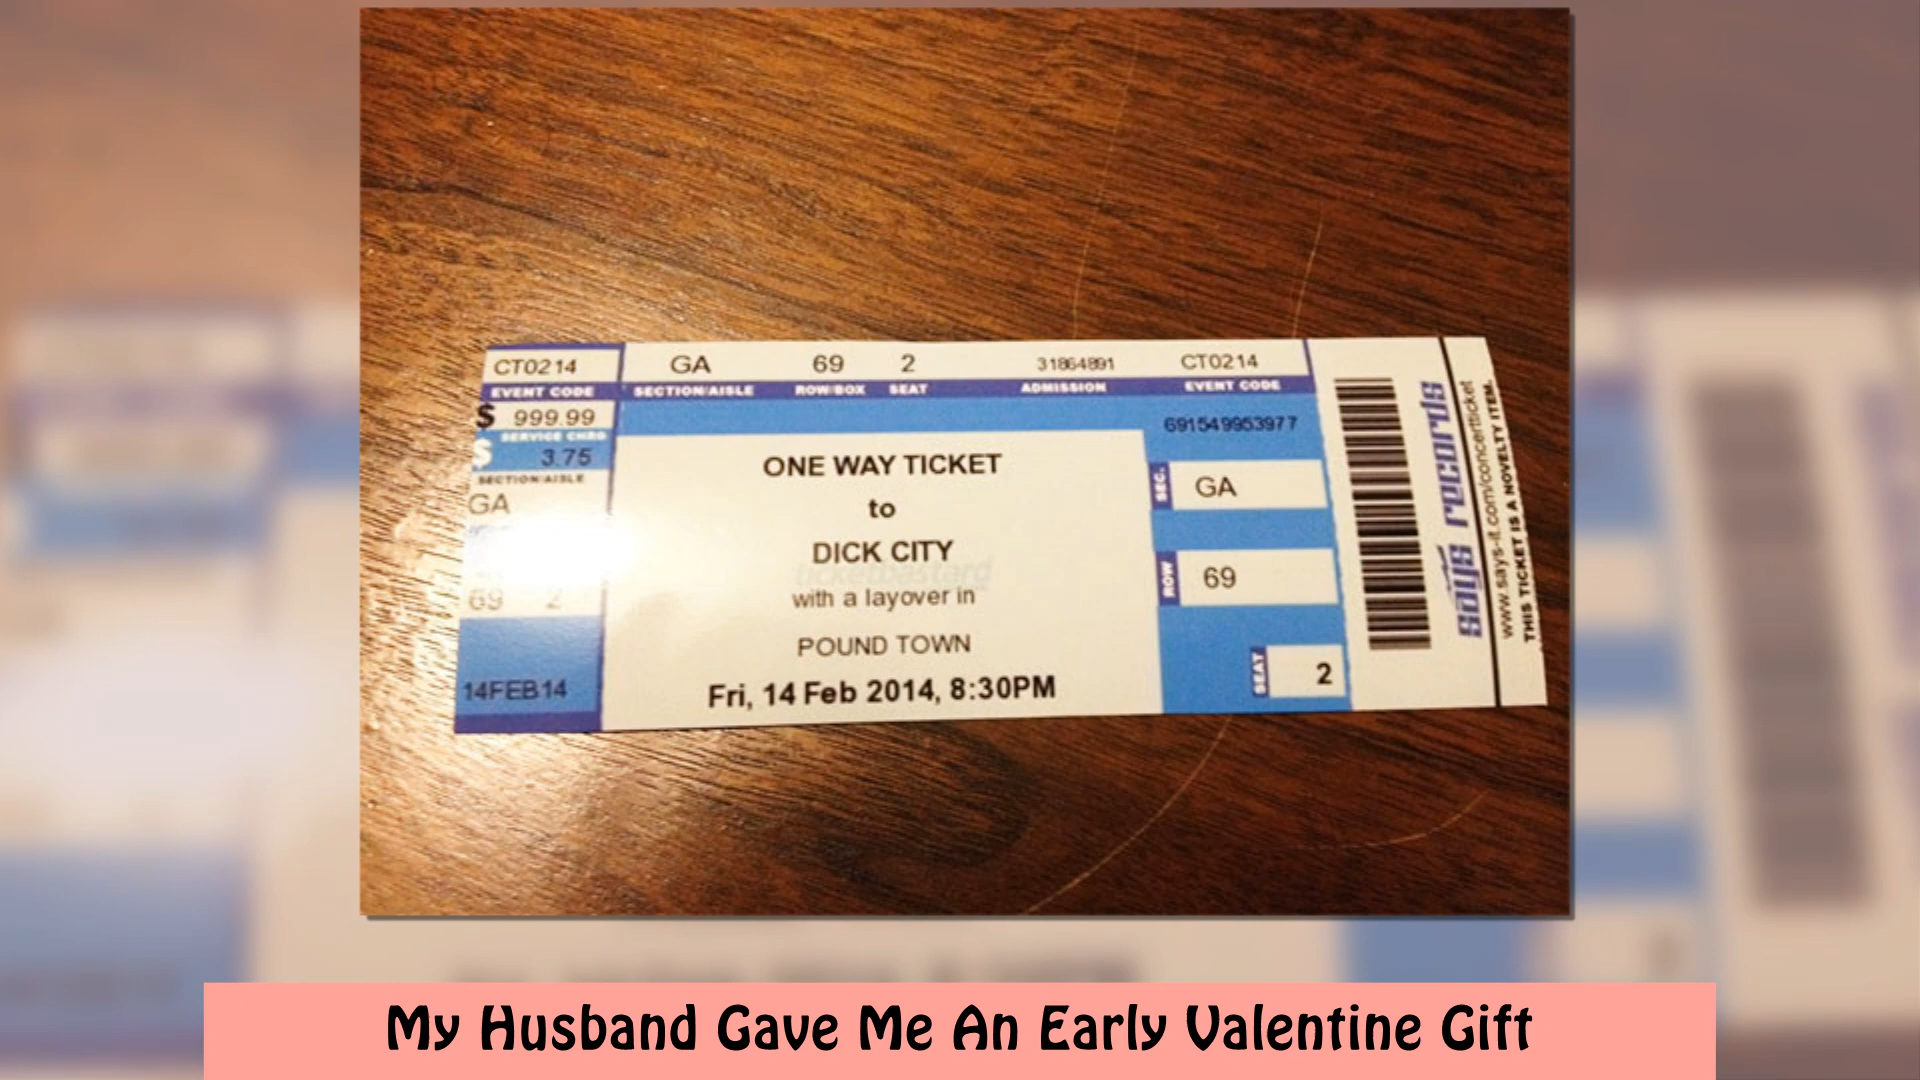 CT0214 GA 69 2 31864891 CT0214
EVENT CODE SECTION/AISLE ROW/BOX SEAT ADMISSION EVENT CODE
$ 999.99
SERVICE CHRG
$ 3.75
SECTION/AISLE
GA
69 2
14FEB14
ONE WAY TICKET
to
DICK CITY
ticketbastard
with a layover in
POUND TOWN
Fri, 14 Feb 2014, 8:30PM
691549953977
SEC. GA
ROW 69
SEAT 2
says records
www.says-it.com/concertticket
THIS TICKET IS A NOVELTY ITEM.
My Husband Gave Me An Early Valentine Gift